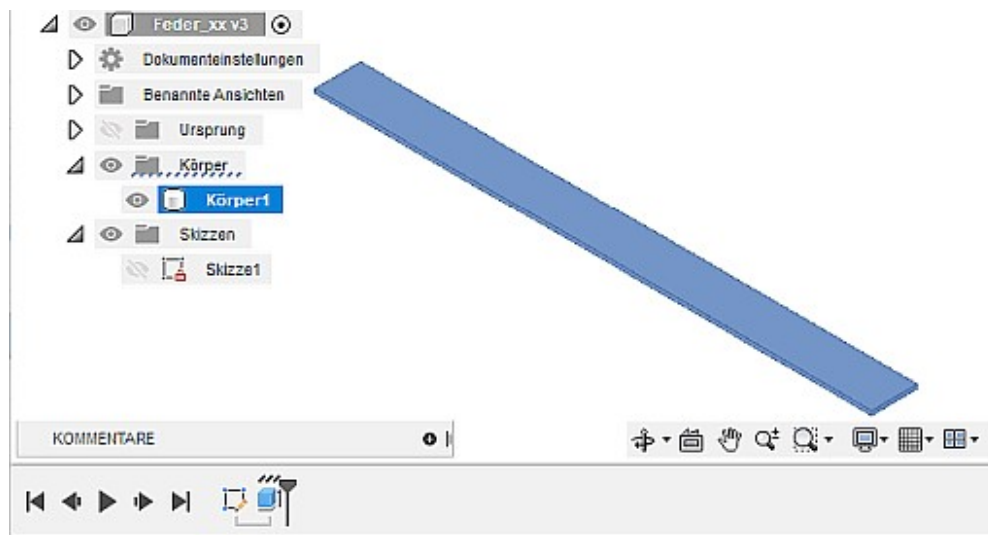 Feder_xx v3
Dokumenteinstellungen
Benannte Ansichten
Ursprung
Körper
Körper1
Skizzen
Skizze1
KOMMENTARE